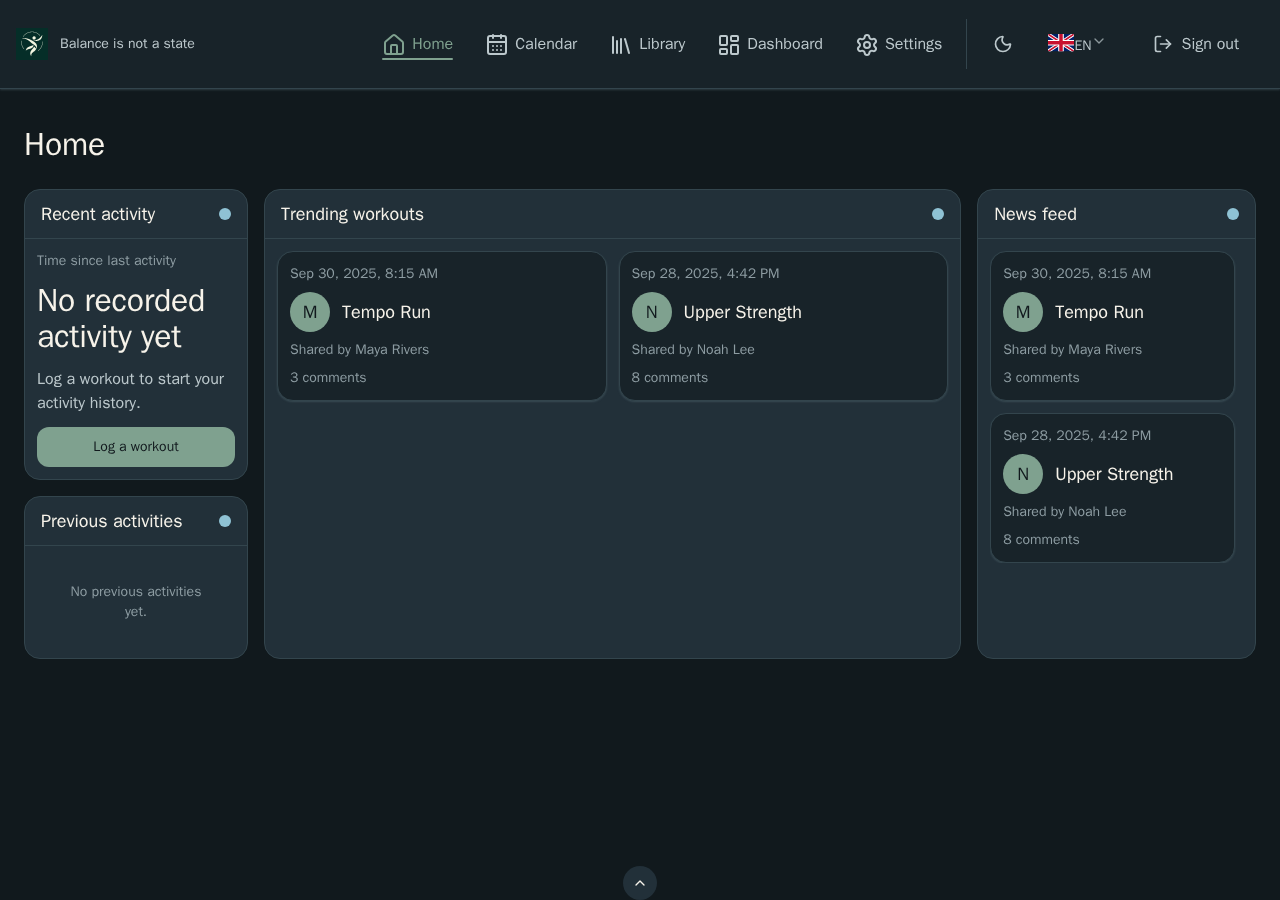 Balance is not a state
Home
Calendar
Library
Dashboard
Settings
EN
Sign out
Home
Recent activity
Time since last activity
No recorded
activity yet
Log a workout to start your
activity history.
Log a workout
Previous activities
No previous activities
yet.
Trending workouts
Sep 30, 2025, 8:15 AM
M
Tempo Run
Shared by Maya Rivers
3 comments
Sep 28, 2025, 4:42 PM
N
Upper Strength
Shared by Noah Lee
8 comments
News feed
Sep 30, 2025, 8:15 AM
M
Tempo Run
Shared by Maya Rivers
3 comments
Sep 28, 2025, 4:42 PM
N
Upper Strength
Shared by Noah Lee
8 comments